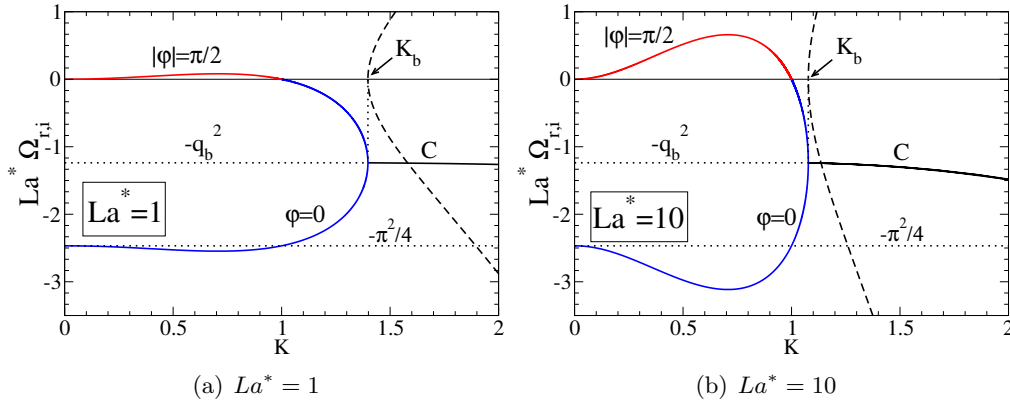 La* Ω_{r,i}
1
0
-1
-2
-3
|φ|=π/2
K_b
-q_b^2
C
La*=1
φ=0
-π^2/4
0
0.5
1
1.5
2
K
(a) La* = 1
La* Ω_{r,i}
1
0
-1
-2
-3
|φ|=π/2
K_b
-q_b^2
C
La*=10
φ=0
-π^2/4
0
0.5
1
1.5
2
K
(b) La* = 10